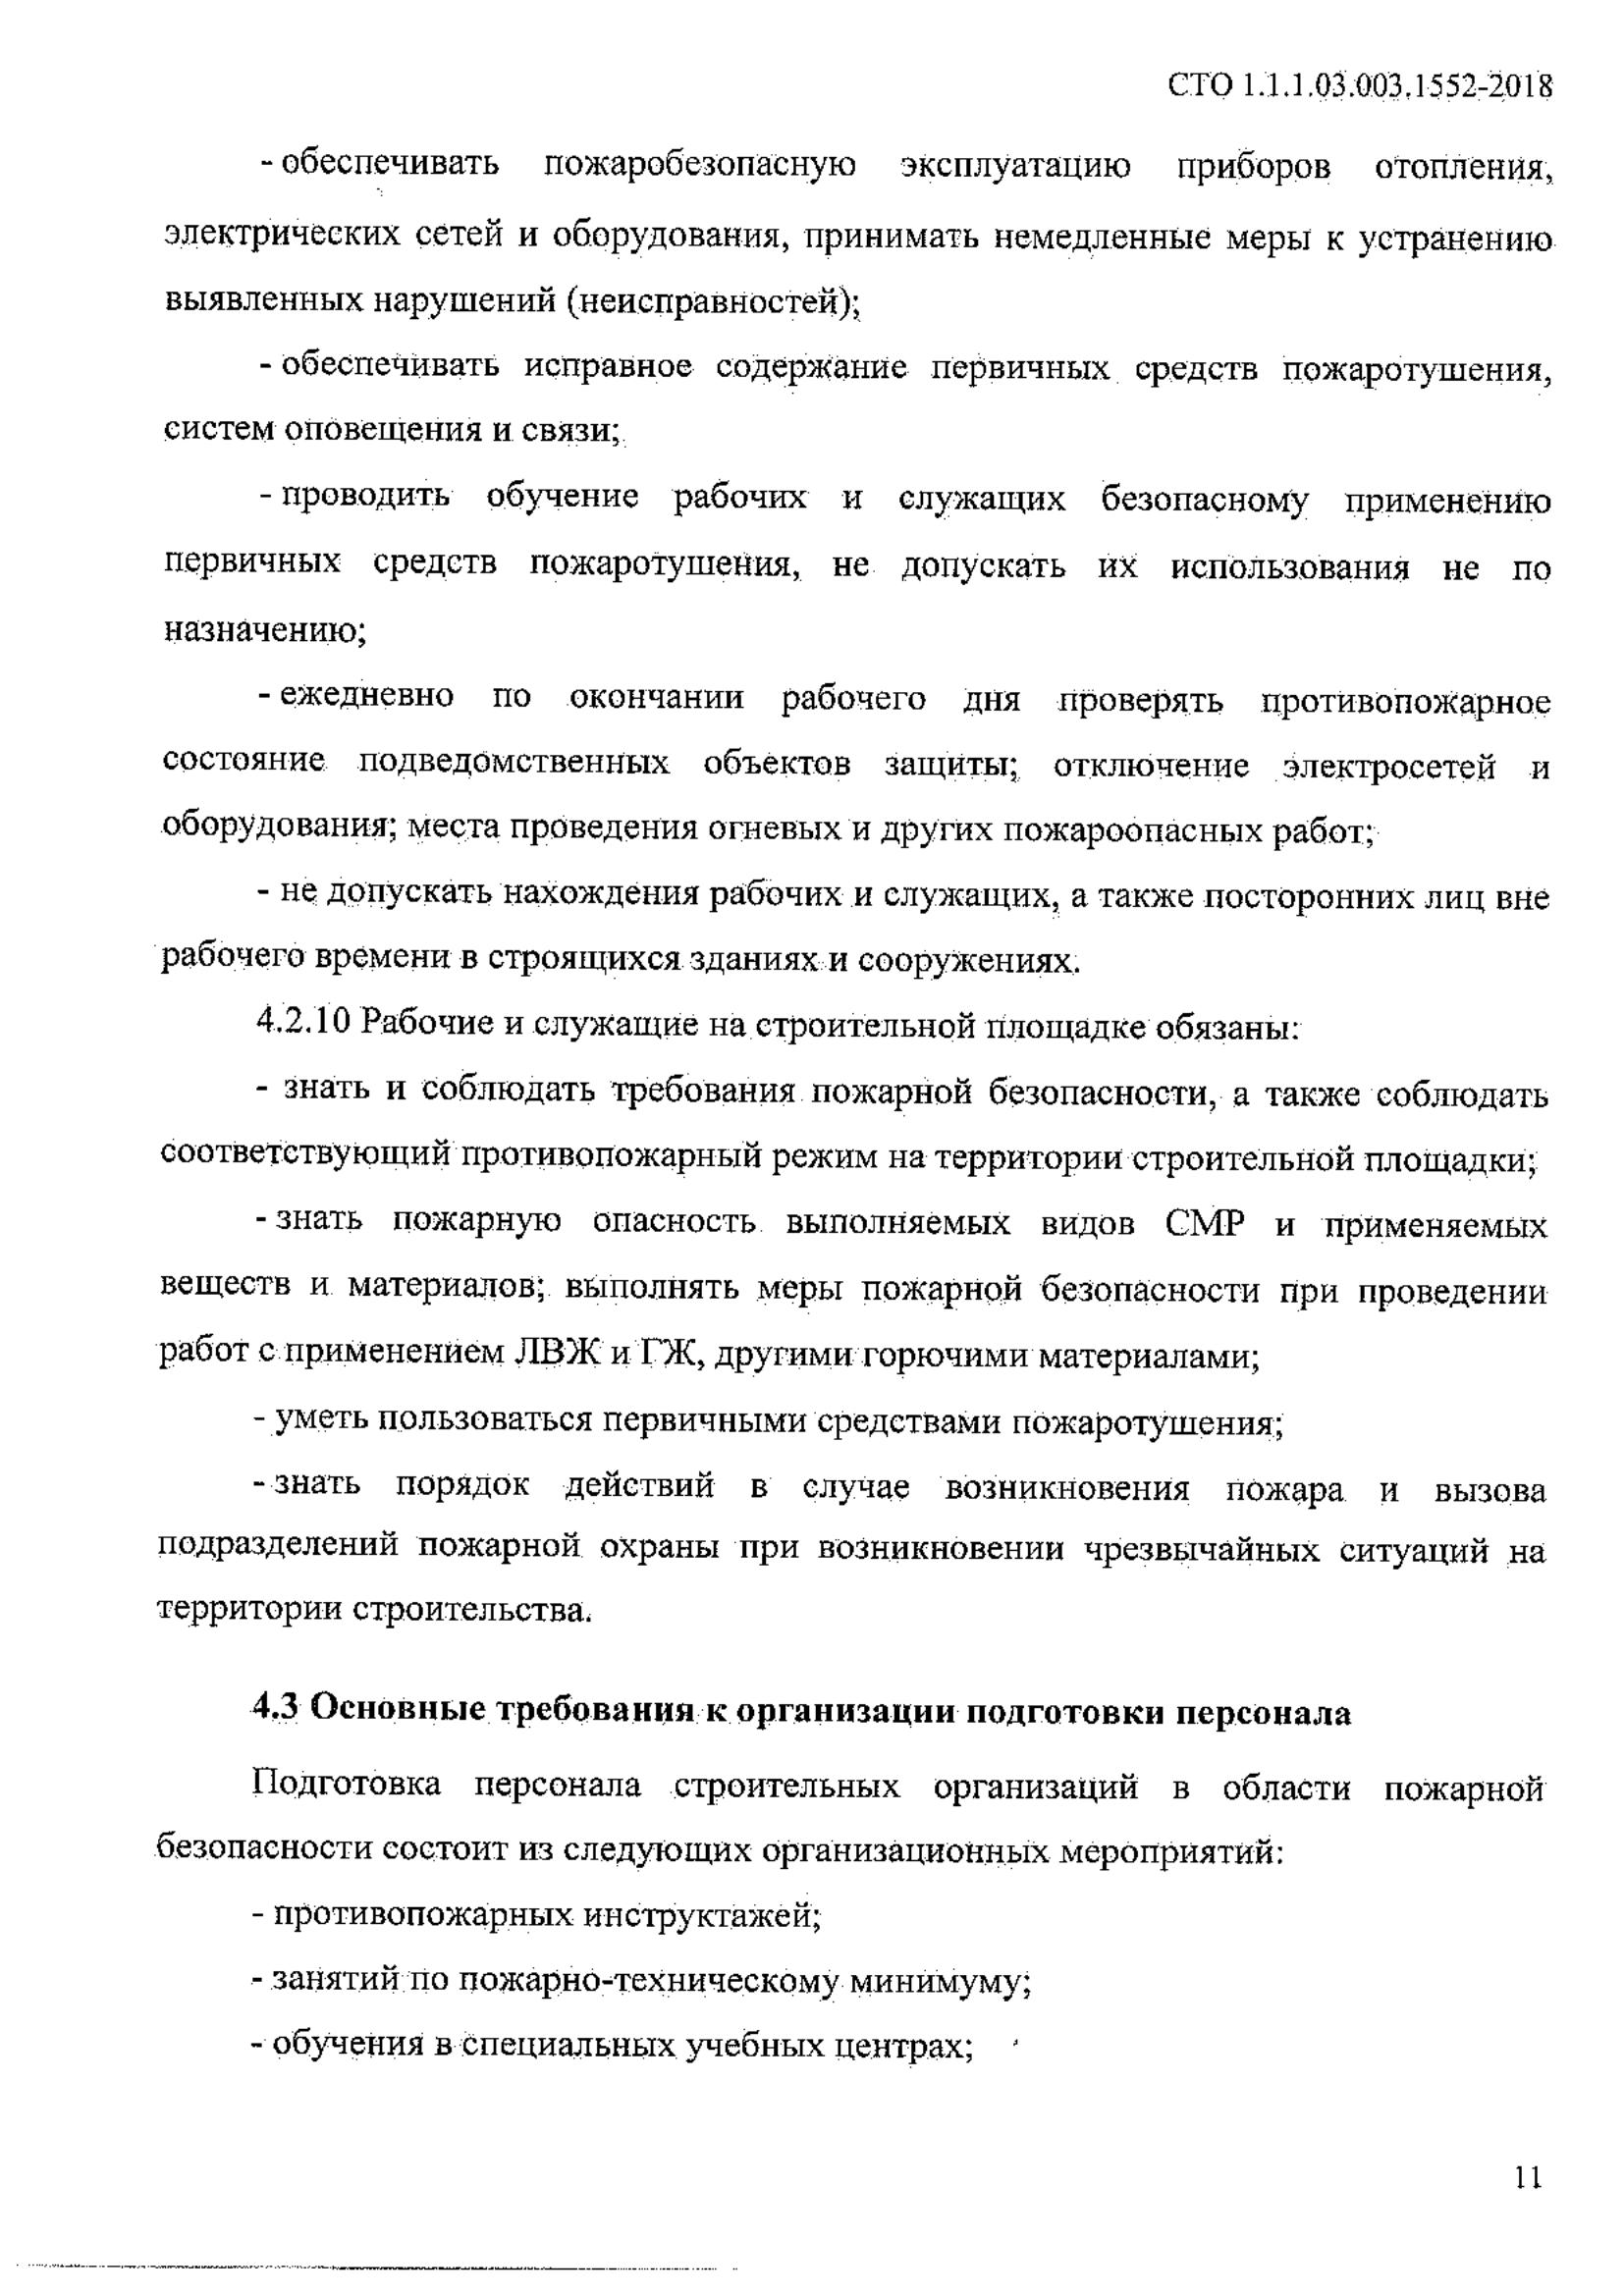 СТО 1.1.1.03.003.1552-2018
- обеспечивать пожаробезопасную эксплуатацию приборов отопления,
электрических сетей и оборудования, принимать немедленные меры к устранению
выявленных нарушений (неисправностей);
- обеспечивать исправное содержание первичных средств пожаротушения,
систем оповещения и связи;
- проводить обучение рабочих и служащих безопасному применению
первичных средств пожаротушения, не допускать их использования не по
назначению;
- ежедневно по окончании рабочего дня проверять противопожарное
состояние подведомственных объектов защиты; отключение электросетей и
оборудования; места проведения огневых и других пожароопасных работ;
- не допускать нахождения рабочих и служащих, а также посторонних лиц вне
рабочего времени в строящихся зданиях и сооружениях.
4.2.10 Рабочие и служащие на строительной площадке обязаны:
- знать и соблюдать требования пожарной безопасности, а также соблюдать
соответствующий противопожарный режим на территории строительной площадки;
- знать пожарную опасность выполняемых видов СМР и применяемых
веществ и материалов; выполнять меры пожарной безопасности при проведении
работ с применением ЛВЖ и ГЖ, другими горючими материалами;
- уметь пользоваться первичными средствами пожаротушения;
- знать порядок действий в случае возникновения пожара и вызова
подразделений пожарной охраны при возникновении чрезвычайных ситуаций на
территории строительства.
4.3 Основные требования к организации подготовки персонала
Подготовка персонала строительных организаций в области пожарной
безопасности состоит из следующих организационных мероприятий:
- противопожарных инструктажей;
- занятий по пожарно-техническому минимуму;
- обучения в специальных учебных центрах;
11